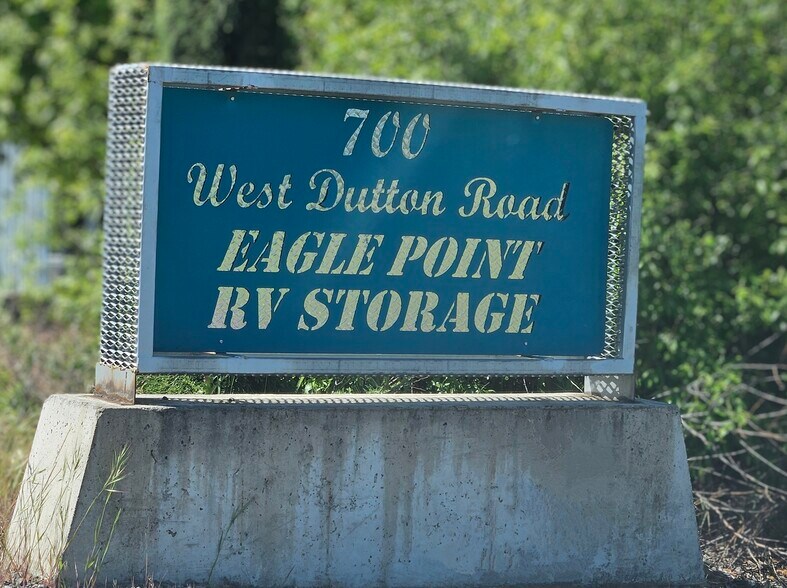 700
West Dutton Road
EAGLE POINT
RV STORAGE